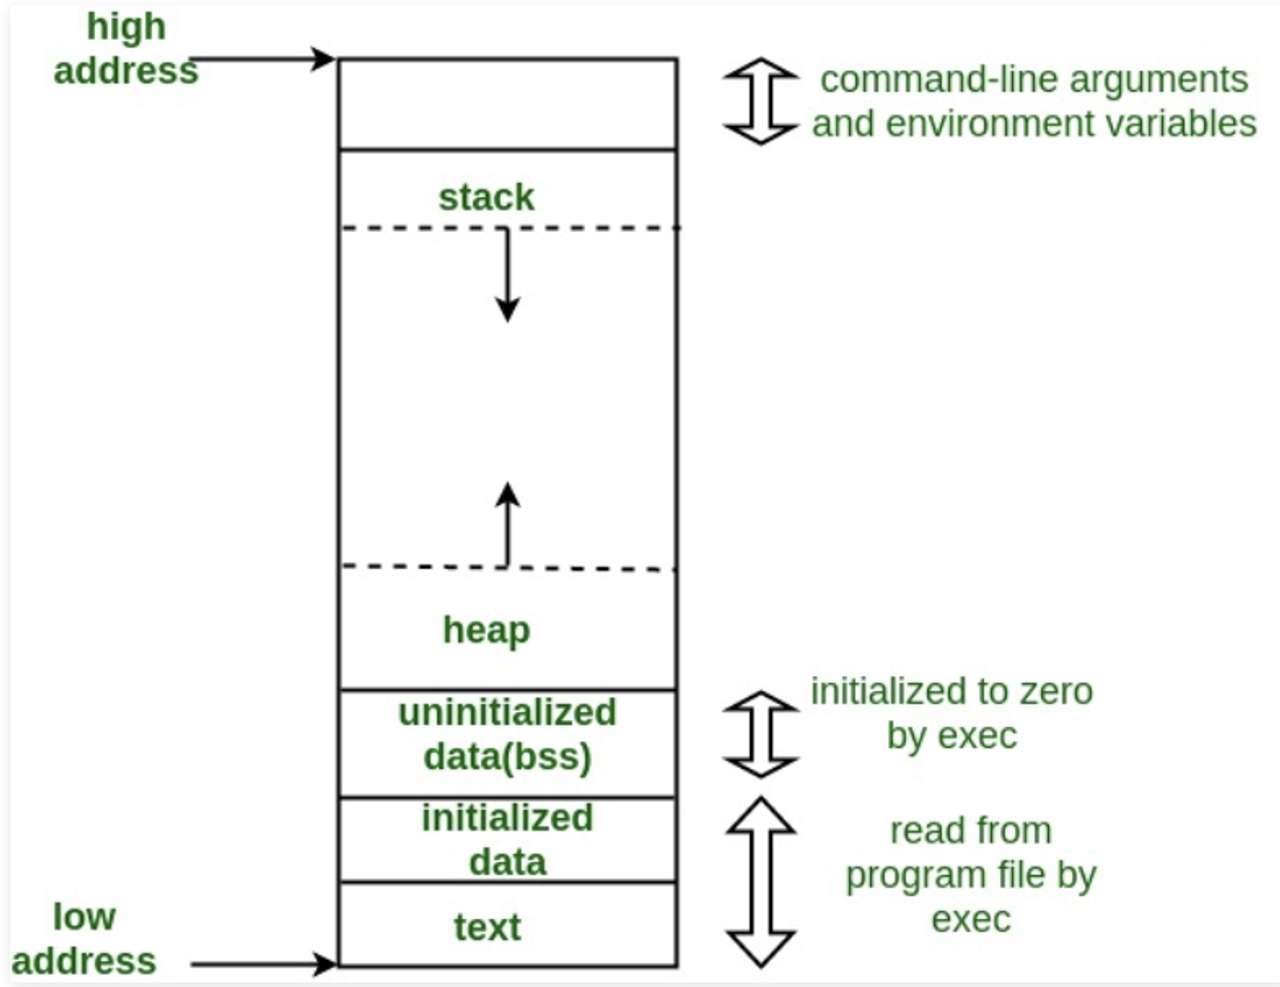 high
address
command-line arguments
and environment variables
stack
heap
uninitialized
data(bss)
initialized to zero
by exec
initialized
data
read from
program file by
exec
text
low
address